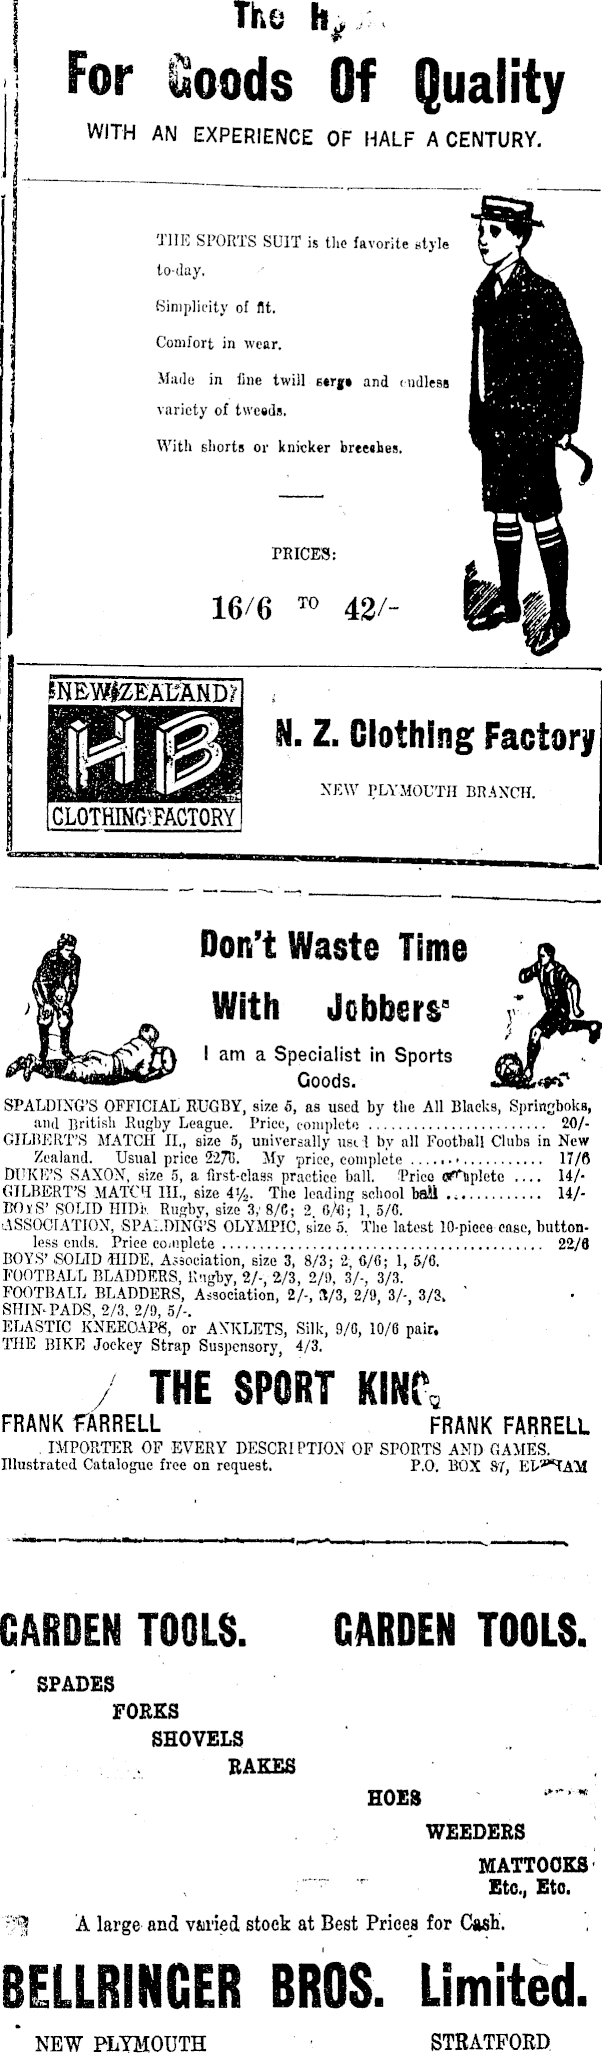 The
For Goods Of Quality
WITH AN EXPERIENCE OF HALF A CENTURY.
THE SPORTS SUIT is the favorite style
to-day.
Simplicity of fit.
Comfort in wear.
Made in fine twill serge and endless
variety of tweeds.
With shorts or knicker breeches.
PRICES:
16/6 TO 42/-
NEW ZEALAND
HB
CLOTHING FACTORY
N. Z. Clothing Factory
NEW PLYMOUTH BRANCH.
Don't Waste Time
With Jobbers
I am a Specialist in Sports
Goods.
SPALDING'S OFFICIAL RUGBY, size 5, as used by the All Blacks, Springboks,
and British Rugby League. Price, complete ........................ 20/-
GILBERT'S MATCH II., size 5, universally used by all Football Clubs in New
Zealand. Usual price 22/6. My price, complete .................. 17/6
DUKE'S SAXON, size 5, a first-class practice ball. Price complete .... 14/-
GILBERT'S MATCH III., size 4½. The leading school ball .............. 14/-
BOYS' SOLID HIDE Rugby, size 3, 8/6; 2, 6/6; 1, 5/6.
ASSOCIATION, SPALDING'S OLYMPIC, size 5. The latest 10-piece case, button-
less ends. Price complete ........................................ 22/6
BOYS' SOLID HIDE, Association, size 3, 8/3; 2, 6/6; 1, 5/6.
FOOTBALL BLADDERS, Rugby, 2/-, 2/3, 2/9, 3/-, 3/3.
FOOTBALL BLADDERS, Association, 2/-, 2/3, 2/9, 3/-, 3/3.
SHIN-PADS, 2/3, 2/9, 5/-.
ELASTIC KNEECAPS, or ANKLETS, Silk, 9/6, 10/6 pair.
THE BIKE Jockey Strap Suspensory, 4/3.
THE SPORT KING
FRANK FARRELL FRANK FARRELL
IMPORTER OF EVERY DESCRIPTION OF SPORTS AND GAMES.
Illustrated Catalogue free on request. P.O. BOX 87, ELTHAM
GARDEN TOOLS. GARDEN TOOLS.
SPADES
FORKS
SHOVELS
RAKES
HOES
WEEDERS
MATTOCKS
Etc., Etc.
A large and varied stock at Best Prices for Cash.
BELLRINGER BROS. Limited.
NEW PLYMOUTH STRATFORD